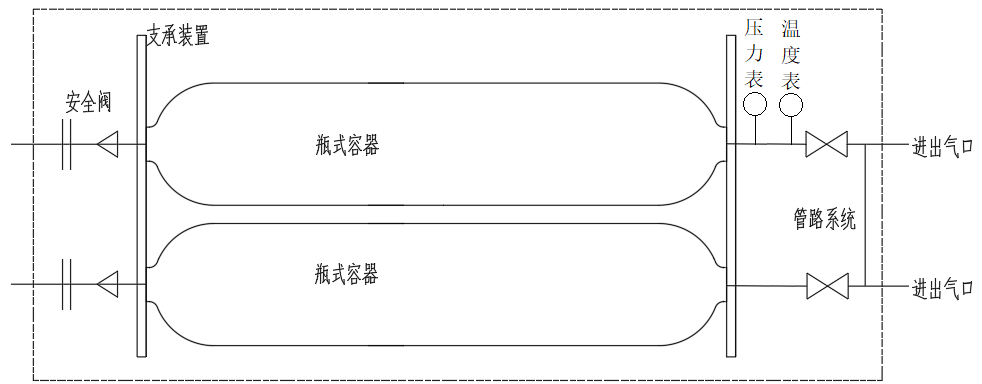 支承装置
压力表
温度表
安全阀
瓶式容器
进出气口
管路系统
瓶式容器
进出气口